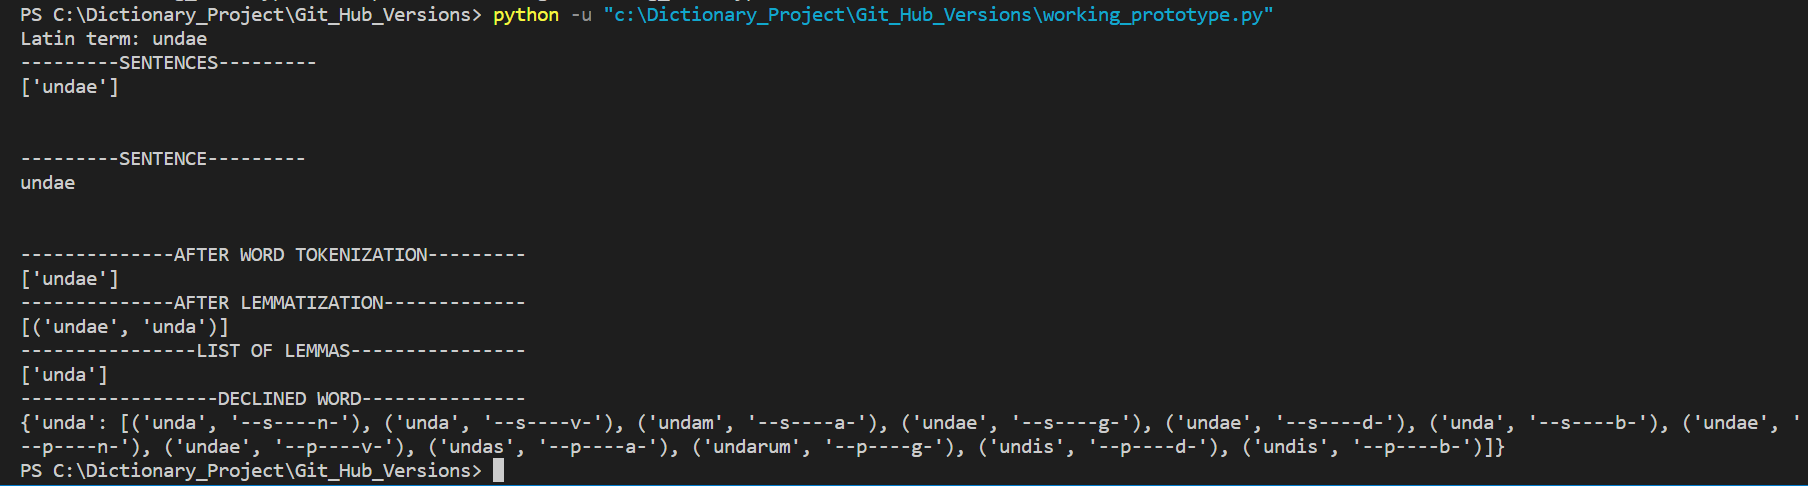 PS C:\Dictionary_Project\Git_Hub_Versions> python -u "c:\Dictionary_Project\Git_Hub_Versions\working_prototype.py"
Latin term: undae
---------SENTENCES---------
['undae']
---------SENTENCE---------
undae
--------------AFTER WORD TOKENIZATION---------
['undae']
--------------AFTER LEMMATIZATION-------------
[('undae', 'unda')]
----------------LIST OF LEMMAS----------------
['unda']
------------------DECLINED WORD---------------
{'unda': [('unda', '--s----n-'), ('unda', '--s----v-'), ('undam', '--s----a-'), ('undae', '--s----g-'), ('undae', '--s----d-'), ('unda', '--s----b-'), ('undae', '
--p----n-'), ('undae', '--p----v-'), ('undas', '--p----a-'), ('undarum', '--p----g-'), ('undis', '--p----d-'), ('undis', '--p----b-')]}
PS C:\Dictionary_Project\Git_Hub_Versions>